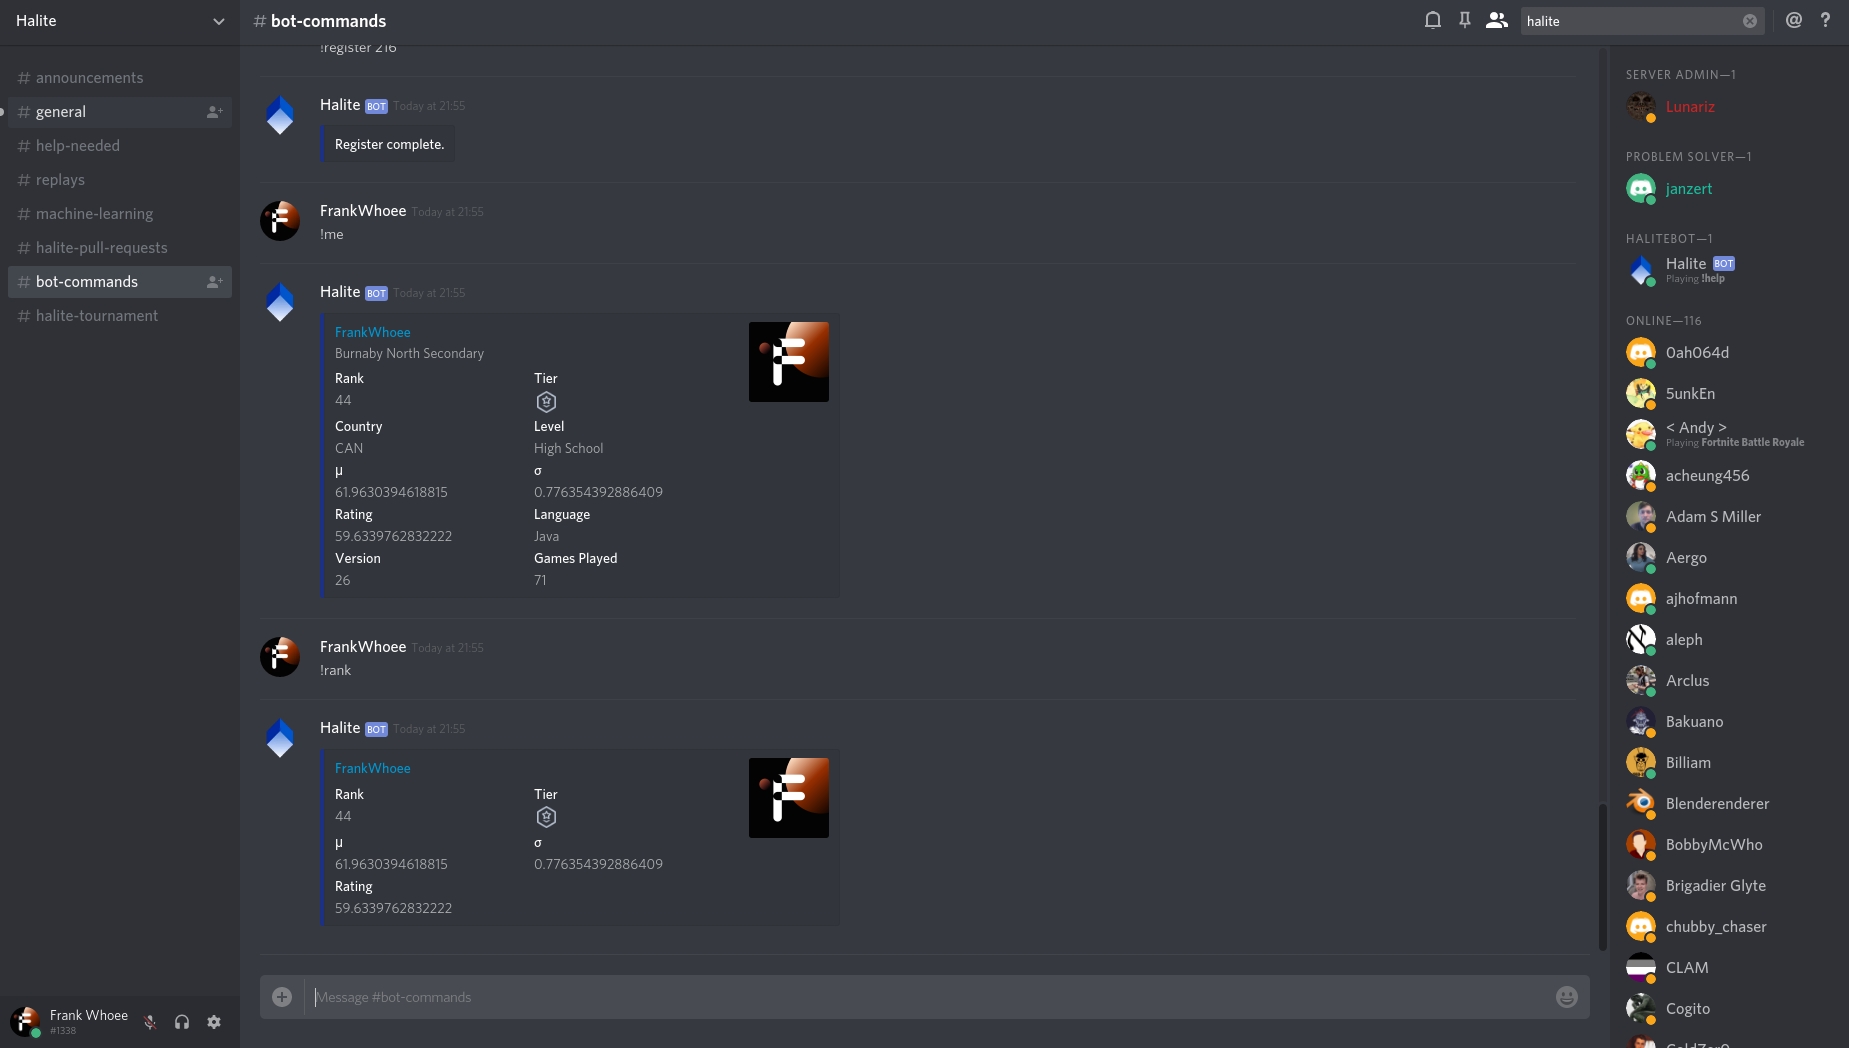 Halite
# announcements
# general
# help-needed
# replays
# machine-learning
# halite-pull-requests
# bot-commands
# halite-tournament
Frank Whoee
#1338
# bot-commands
halite
@ ?
!register 216
Halite BOT Today at 21:55
Register complete.
FrankWhoee Today at 21:55
!me
Halite BOT Today at 21:55
FrankWhoee
Burnaby North Secondary
Rank Tier
44
Country Level
CAN High School
μ σ
61.9630394618815 0.776354392886409
Rating Language
59.6339762832222 Java
Version Games Played
26 71
FrankWhoee Today at 21:55
!rank
Halite BOT Today at 21:55
FrankWhoee
Rank Tier
44
μ σ
61.9630394618815 0.776354392886409
Rating
59.6339762832222
Message #bot-commands
SERVER ADMIN—1
Lunariz
PROBLEM SOLVER—1
janzert
HALITEBOT—1
Halite BOT
Playing !help
ONLINE—116
0ah064d
5unkEn
< Andy >
Playing Fortnite Battle Royale
acheung456
Adam S Miller
Aergo
ajhofmann
aleph
Arclus
Bakuano
Billiam
Blenderenderer
BobbyMcWho
Brigadier Glyte
chubby_chaser
CLAM
Cogito